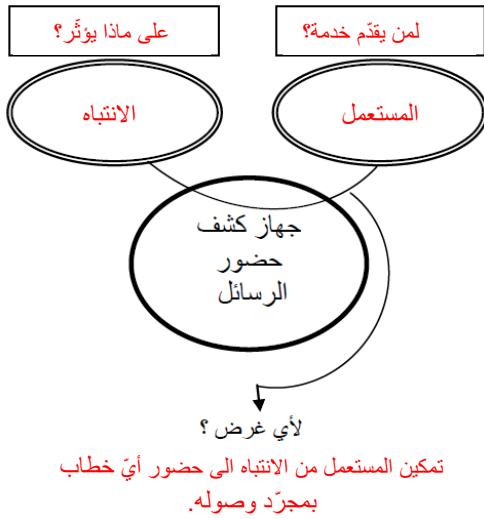 لمن يقدّم خدمة؟
على ماذا يؤثّر؟
المستعمل
الانتباه
جهاز كشف
حضور
الرسائل
لأي غرض ؟
تمكين المستعمل من الانتباه الى حضور أيّ خطاب
بمجرّد وصوله.